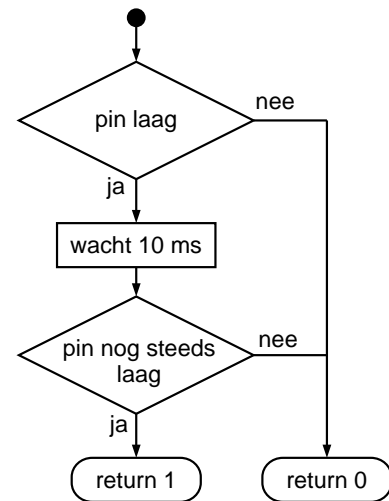 pin laag
nee
ja
wacht 10 ms
pin nog steeds
laag
nee
ja
return 1
return 0